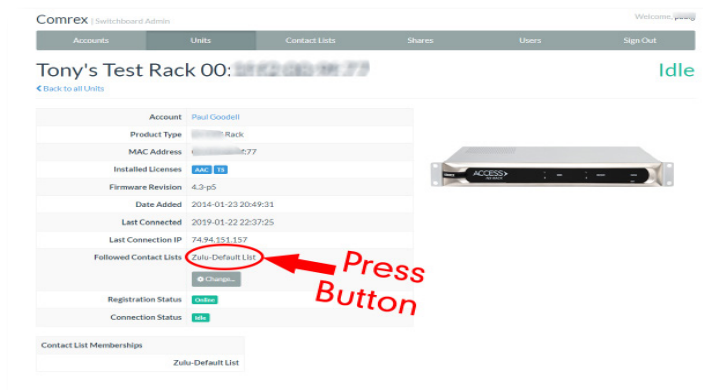 Comrex | Switchboard Admin
Welcome,
Accounts Units Contact Lists Shares Users Sign Out
Tony's Test Rack 00:
Idle
Back to all Units
Account Paul Goodell
Product Type Rack
MAC Address :77
Installed Licenses AAC TS
Firmware Revision 4.3-p5
Date Added 2014-01-23 20:49:31
Last Connected 2019-01-22 22:37:25
Last Connection IP 74.94.151.157
Followed Contact Lists Zulu-Default List
Change...
Press
Button
Registration Status Online
Connection Status Idle
Contact List Memberships
Zulu-Default List
ACCESS